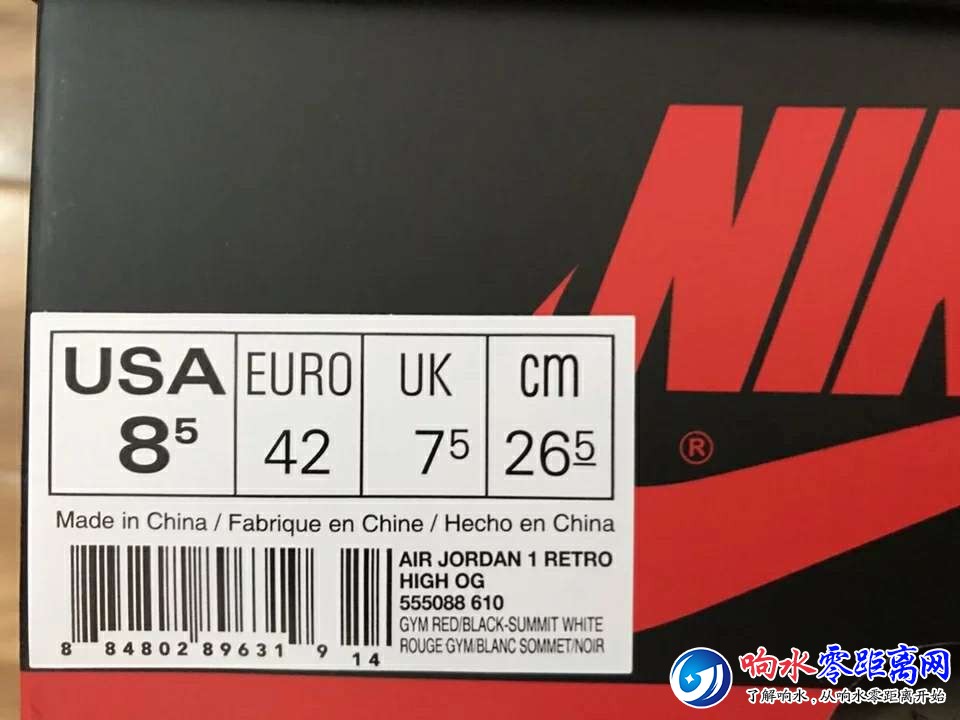 NIK
®
USA EURO UK cm
8⁵ 42 7⁵ 26⁵
Made in China / Fabrique en Chine / Hecho en China
AIR JORDAN 1 RETRO
HIGH OG
555088 610
GYM RED/BLACK-SUMMIT WHITE
ROUGE GYM/BLANC SOMMET/NOIR
8 84802 89631 9 14
响水零距离网
了解响水,从响水零距离开始